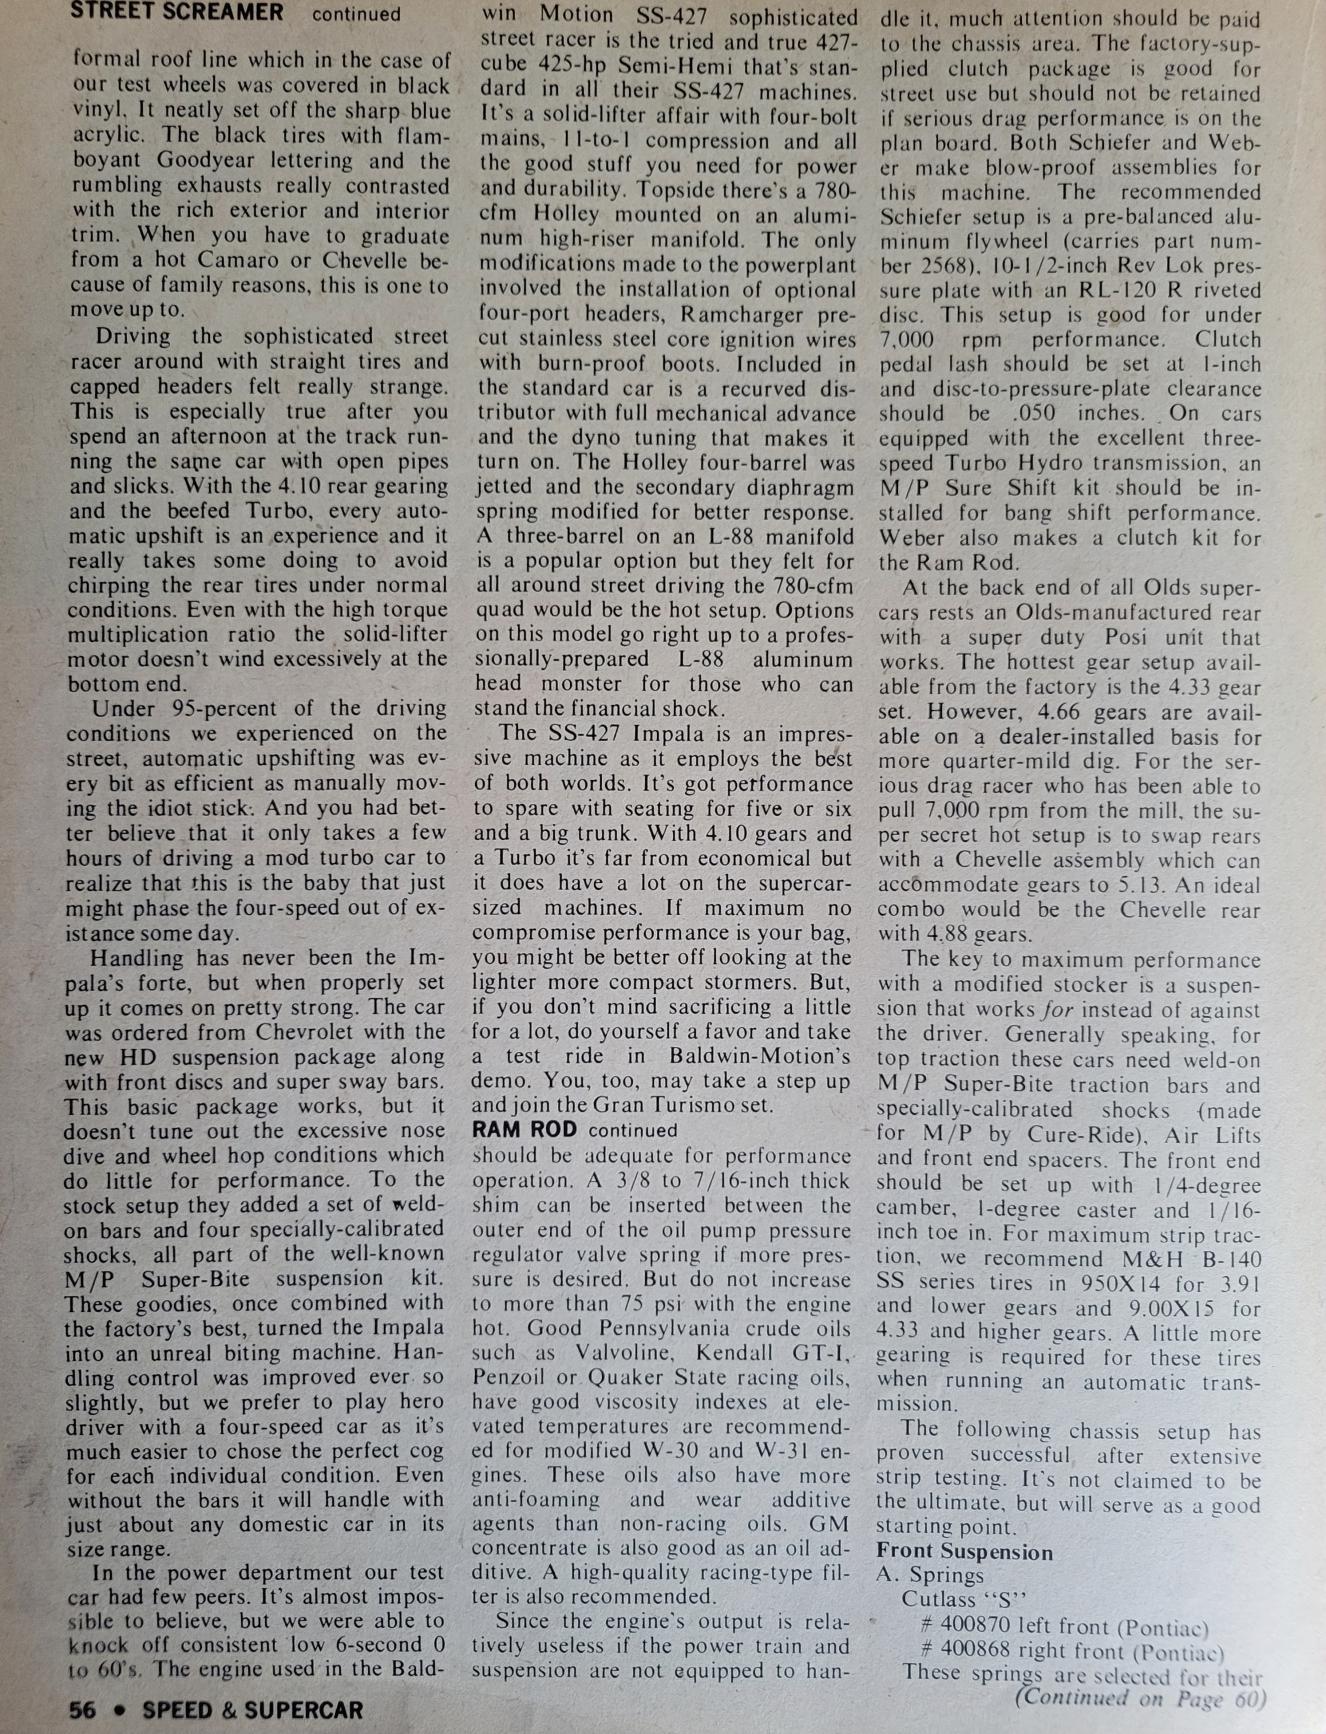 STREET SCREAMER continued
formal roof line which in the case of
our test wheels was covered in black
vinyl. It neatly set off the sharp blue
acrylic. The black tires with flam-
boyant Goodyear lettering and the
rumbling exhausts really contrasted
with the rich exterior and interior
trim. When you have to graduate
from a hot Camaro or Chevelle be-
cause of family reasons, this is one to
move up to.
Driving the sophisticated street
racer around with straight tires and
capped headers felt really strange.
This is especially true after you
spend an afternoon at the track run-
ning the same car with open pipes
and slicks. With the 4.10 rear gearing
and the beefed Turbo, every auto-
matic upshift is an experience and it
really takes some doing to avoid
chirping the rear tires under normal
conditions. Even with the high torque
multiplication ratio the solid-lifter
motor doesn't wind excessively at the
bottom end.
Under 95-percent of the driving
conditions we experienced on the
street, automatic upshifting was ev-
ery bit as efficient as manually mov-
ing the idiot stick. And you had bet-
ter believe that it only takes a few
hours of driving a mod turbo car to
realize that this is the baby that just
might phase the four-speed out of ex-
istance some day.
Handling has never been the Im-
pala's forte, but when properly set
up it comes on pretty strong. The car
was ordered from Chevrolet with the
new HD suspension package along
with front discs and super sway bars.
This basic package works, but it
doesn't tune out the excessive nose
dive and wheel hop conditions which
do little for performance. To the
stock setup they added a set of weld-
on bars and four specially-calibrated
shocks, all part of the well-known
M/P Super-Bite suspension kit.
These goodies, once combined with
the factory's best, turned the Impala
into an unreal biting machine. Han-
dling control was improved ever so
slightly, but we prefer to play hero
driver with a four-speed car as it's
much easier to chose the perfect cog
for each individual condition. Even
without the bars it will handle with
just about any domestic car in its
size range.
In the power department our test
car had few peers. It's almost impos-
sible to believe, but we were able to
knock off consistent low 6-second 0
to 60's. The engine used in the Bald-
win Motion SS-427 sophisticated
street racer is the tried and true 427-
cube 425-hp Semi-Hemi that's stan-
dard in all their SS-427 machines.
It's a solid-lifter affair with four-bolt
mains, 11-to-1 compression and all
the good stuff you need for power
and durability. Topside there's a 780-
cfm Holley mounted on an alumi-
num high-riser manifold. The only
modifications made to the powerplant
involved the installation of optional
four-port headers, Ramcharger pre-
cut stainless steel core ignition wires
with burn-proof boots. Included in
the standard car is a recurved dis-
tributor with full mechanical advance
and the dyno tuning that makes it
turn on. The Holley four-barrel was
jetted and the secondary diaphragm
spring modified for better response.
A three-barrel on an L-88 manifold
is a popular option but they felt for
all around street driving the 780-cfm
quad would be the hot setup. Options
on this model go right up to a profes-
sionally-prepared L-88 aluminum
head monster for those who can
stand the financial shock.
The SS-427 Impala is an impres-
sive machine as it employs the best
of both worlds. It's got performance
to spare with seating for five or six
and a big trunk. With 4.10 gears and
a Turbo it's far from economical but
it does have a lot on the supercar-
sized machines. If maximum no
compromise performance is your bag,
you might be better off looking at the
lighter more compact stormers. But,
if you don't mind sacrificing a little
for a lot, do yourself a favor and take
a test ride in Baldwin-Motion's
demo. You, too, may take a step up
and join the Gran Turismo set.
RAM ROD continued
should be adequate for performance
operation. A 3/8 to 7/16-inch thick
shim can be inserted between the
outer end of the oil pump pressure
regulator valve spring if more pres-
sure is desired. But do not increase
to more than 75 psi with the engine
hot. Good Pennsylvania crude oils
such as Valvoline, Kendall GT-I,
Penzoil or Quaker State racing oils,
have good viscosity indexes at ele-
vated temperatures are recommend-
ed for modified W-30 and W-31 en-
gines. These oils also have more
anti-foaming and wear additive
agents than non-racing oils. GM
concentrate is also good as an oil ad-
ditive. A high-quality racing-type fil-
ter is also recommended.
Since the engine's output is rela-
tively useless if the power train and
suspension are not equipped to han-
dle it, much attention should be paid
to the chassis area. The factory-sup-
plied clutch package is good for
street use but should not be retained
if serious drag performance is on the
plan board. Both Schiefer and Web-
er make blow-proof assemblies for
this machine. The recommended
Schiefer setup is a pre-balanced alu-
minum flywheel (carries part num-
ber 2568), 10-1/2-inch Rev Lok pres-
sure plate with an RL-120 R riveted
disc. This setup is good for under
7,000 rpm performance. Clutch
pedal lash should be set at 1-inch
and disc-to-pressure-plate clearance
should be .050 inches. On cars
equipped with the excellent three-
speed Turbo Hydro transmission, an
M/P Sure Shift kit should be in-
stalled for bang shift performance.
Weber also makes a clutch kit for
the Ram Rod.
At the back end of all Olds super-
cars rests an Olds-manufactured rear
with a super duty Posi unit that
works. The hottest gear setup avail-
able from the factory is the 4.33 gear
set. However, 4.66 gears are avail-
able on a dealer-installed basis for
more quarter-mild dig. For the ser-
ious drag racer who has been able to
pull 7,000 rpm from the mill, the su-
per secret hot setup is to swap rears
with a Chevelle assembly which can
accommodate gears to 5.13. An ideal
combo would be the Chevelle rear
with 4.88 gears.
The key to maximum performance
with a modified stocker is a suspen-
sion that works for instead of against
the driver. Generally speaking, for
top traction these cars need weld-on
M/P Super-Bite traction bars and
specially-calibrated shocks (made
for M/P by Cure-Ride), Air Lifts
and front end spacers. The front end
should be set up with 1/4-degree
camber, 1-degree caster and 1/16-
inch toe in. For maximum strip trac-
tion, we recommend M&H B-140
SS series tires in 950X14 for 3.91
and lower gears and 9.00X15 for
4.33 and higher gears. A little more
gearing is required for these tires
when running an automatic trans-
mission.
The following chassis setup has
proven successful after extensive
strip testing. It's not claimed to be
the ultimate, but will serve as a good
starting point.
Front Suspension
A. Springs
Cutlass "S"
# 400870 left front (Pontiac)
# 400868 right front (Pontiac)
These springs are selected for their
(Continued on Page 60)
56 • SPEED & SUPERCAR